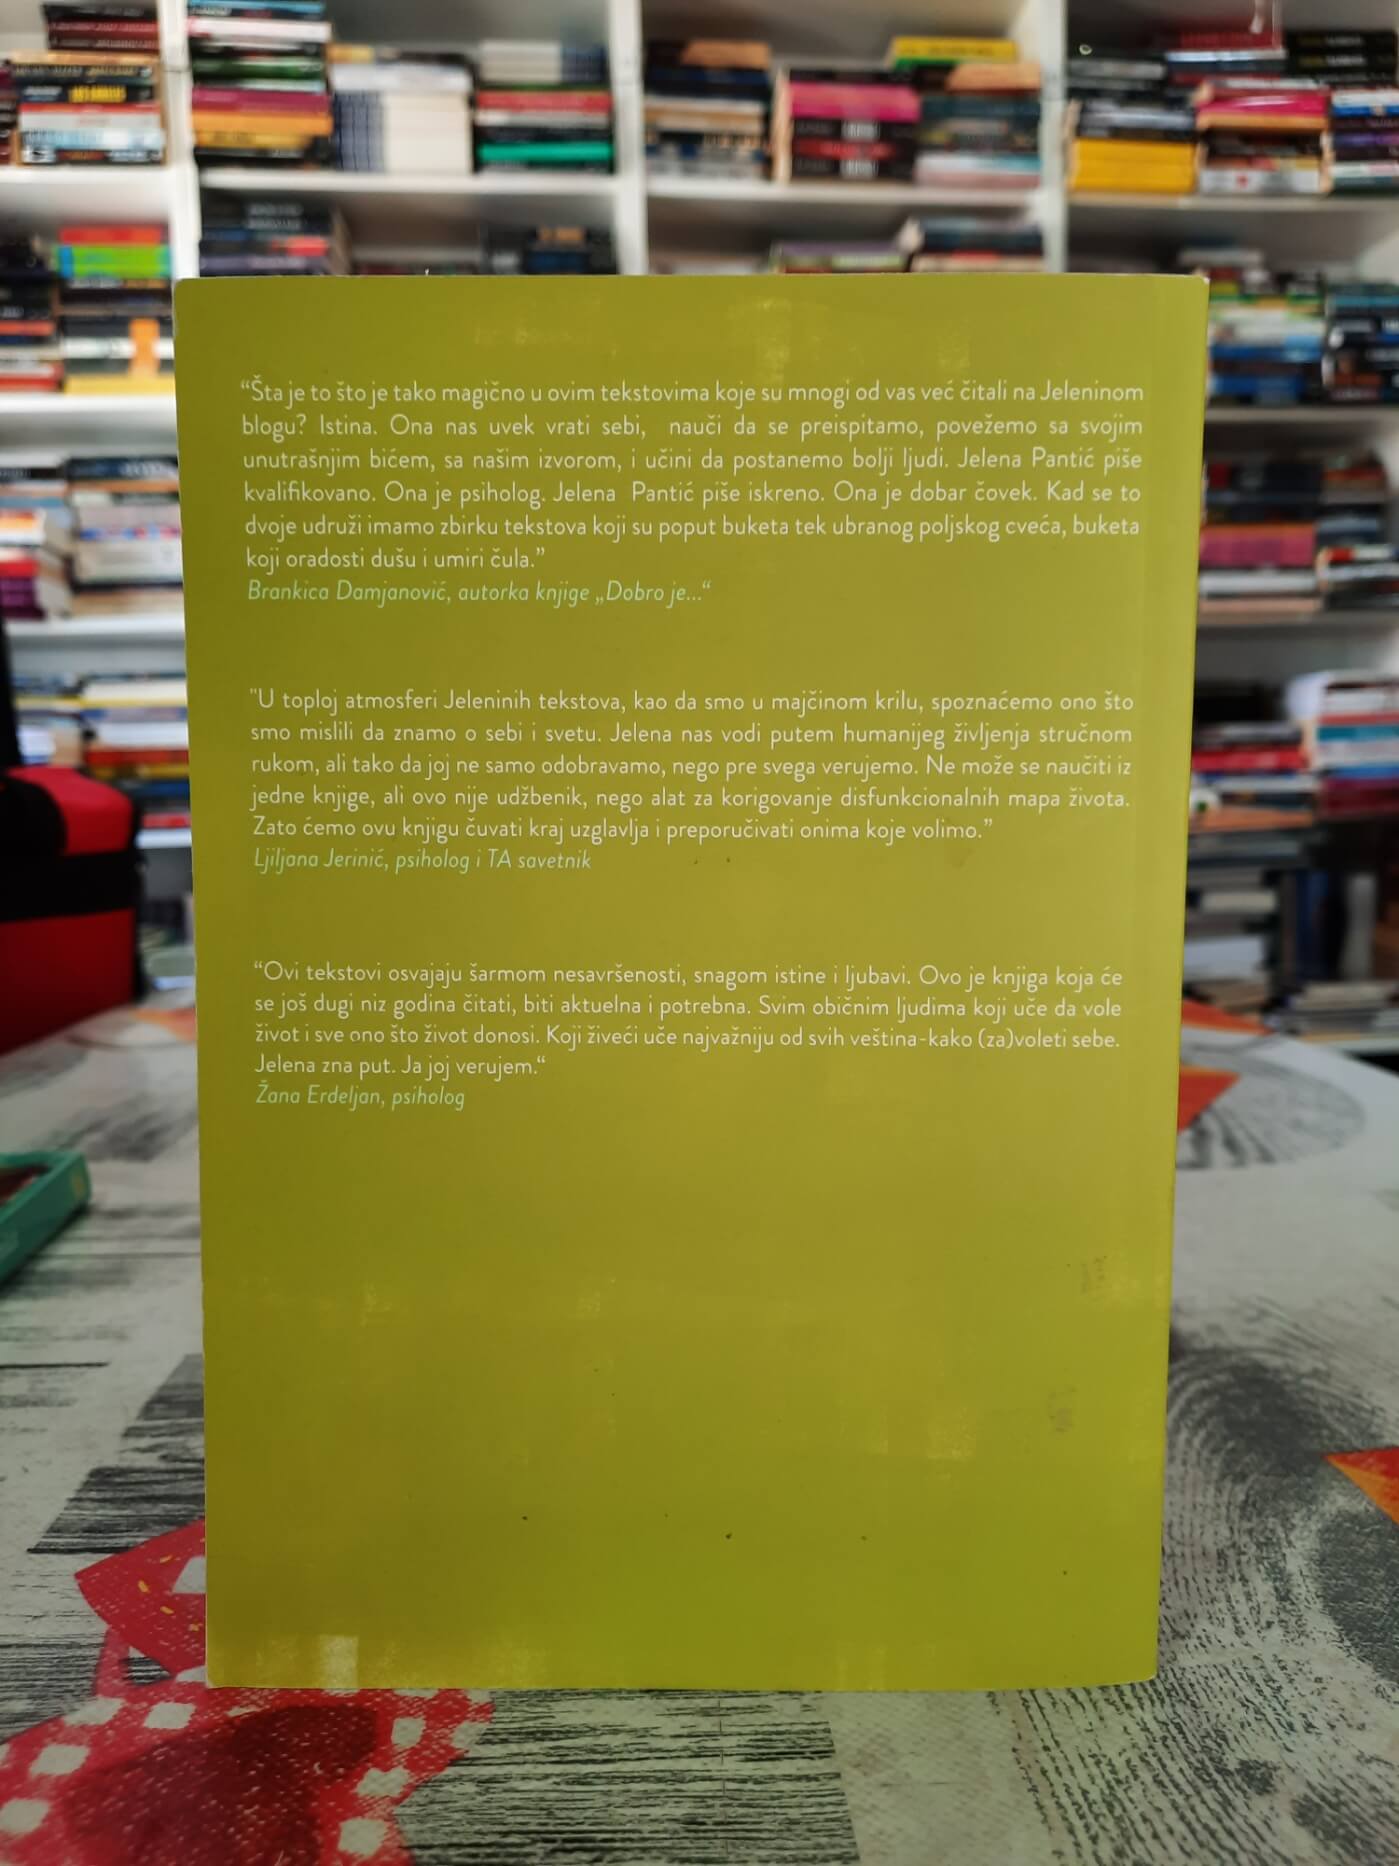 “Šta je to što je tako magično u ovim tekstovima koje su mnogi od vas već čitali na Jeleninom
blogu? Istina. Ona nas uvek vrati sebi, nauči da se preispitamo, povežemo sa svojim
unutrašnjim bićem, sa našim izvorom, i učini da postanemo bolji ljudi. Jelena Pantić piše
kvalifikovano. Ona je psiholog. Jelena Pantić piše iskreno. Ona je dobar čovek. Kad se to
dvoje udruži imamo zbirku tekstova koji su poput buketa tek ubranog poljskog cveća, buketa
koji oradosti dušu i umiri čula.”
Brankica Damjanović, autorka knjige „Dobro je...“
"U toploj atmosferi Jeleninih tekstova, kao da smo u majčinom krilu, spoznaćemo ono što
smo mislili da znamo o sebi i svetu. Jelena nas vodi putem humanijeg življenja stručnom
rukom, ali tako da joj ne samo odobravamo, nego pre svega verujemo. Ne može se naučiti iz
jedne knjige, ali ovo nije udžbenik, nego alat za korigovanje disfunkcionalnih mapa života.
Zato ćemo ovu knjigu čuvati kraj uzglavlja i preporučivati onima koje volimo.”
Ljiljana Jerinić, psiholog i TA savetnik
“Ovi tekstovi osvajaju šarmom nesavršenosti, snagom istine i ljubavi. Ovo je knjiga koja će
se još dugi niz godina čitati, biti aktuelna i potrebna. Svim običnim ljudima koji uče da vole
život i sve ono što život donosi. Koji živeći uče najvažniju od svih veština-kako (za)voleti sebe.
Jelena zna put. Ja joj verujem.“
Žana Erdeljan, psiholog